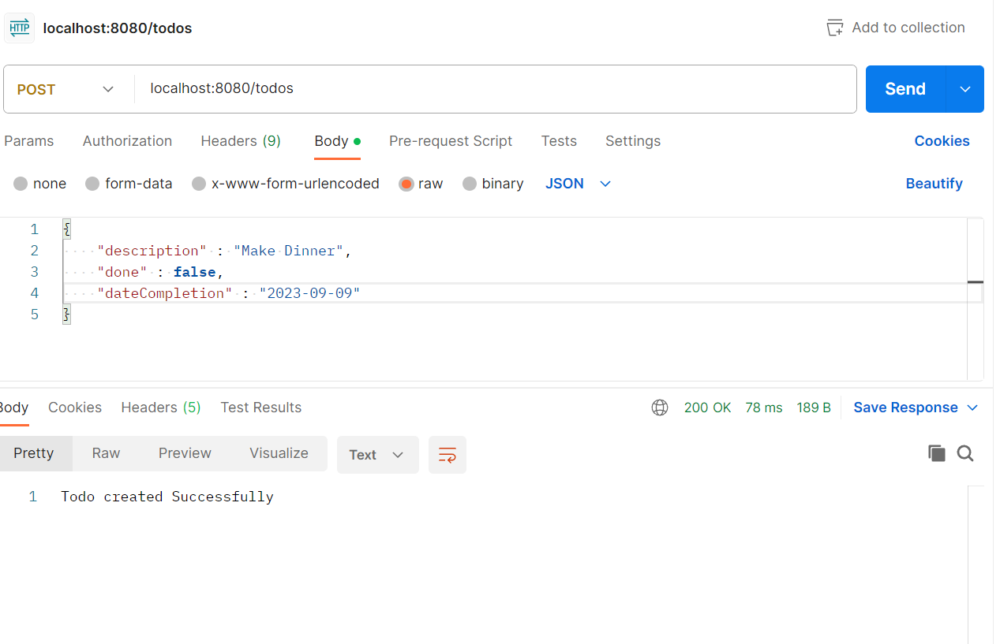 HTTP localhost:8080/todos Add to collection
POST localhost:8080/todos Send
Params Authorization Headers (9) Body Pre-request Script Tests Settings Cookies
none form-data x-www-form-urlencoded raw binary JSON Beautify
1 {
2 "description" : "Make Dinner",
3 "done" : false,
4 "dateCompletion" : "2023-09-09"
5 }
Body Cookies Headers (5) Test Results 200 OK 78 ms 189 B Save Response
Pretty Raw Preview Visualize Text
1 Todo created Successfully